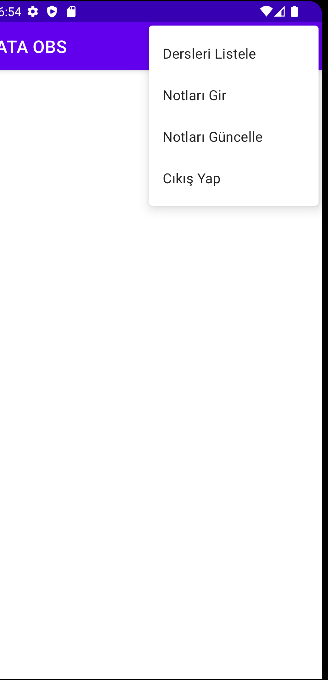 6:54
ATA OBS
Dersleri Listele
Notları Gir
Notları Güncelle
Cıkış Yap